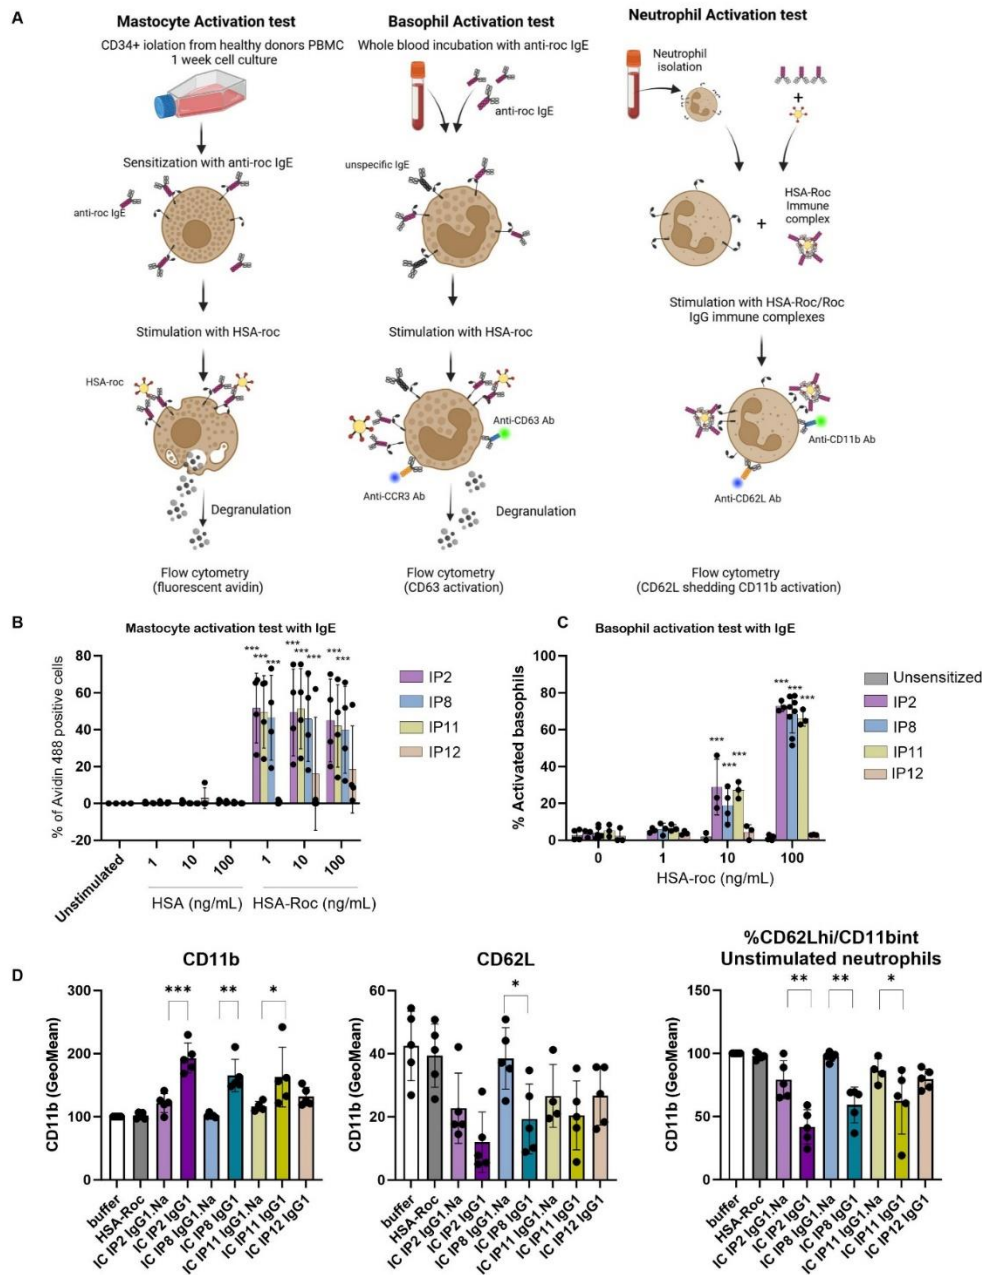 A
Mastocyte Activation test
CD34+ iolation from healthy donors PBMC
1 week cell culture
Sensitization with anti-roc IgE
anti-roc IgE
Stimulation with HSA-roc
HSA-roc
Degranulation
Flow cytometry
(fluorescent avidin)
Basophil Activation test
Whole blood incubation with anti-roc IgE
anti-roc IgE
unspecific IgE
Stimulation with HSA-roc
Anti-CD63 Ab
Anti-CCR3 Ab
Degranulation
Flow cytometry
(CD63 activation)
Neutrophil Activation test
Neutrophil
isolation
+
+
HSA-Roc
Immune
complex
Stimulation with HSA-Roc/Roc
IgG immune complexes
Anti-CD11b Ab
Anti-CD62L Ab
Flow cytometry
(CD62L shedding CD11b activation)
B
Mastocyte activation test with IgE
% of Avidin 488 positive cells
80
60
40
20
0
-20
*** *** ***
*** *** ***
*** *** ***
Unstimulated
1 10 100
HSA (ng/mL)
1 10 100
HSA-Roc (ng/mL)
IP2
IP8
IP11
IP12
C
Basophil activation test with IgE
% Activated basophils
100
80
60
40
20
0
*** *** ***
*** *** ***
0 1 10 100
HSA-roc (ng/mL)
Unsensitized
IP2
IP8
IP11
IP12
D
CD11b
CD11b (GeoMean)
300
200
100
0
*** ** *
buffer
HSA-Roc
IC IP2 IgG1.Na
IC IP2 IgG1
IC IP8 IgG1.Na
IC IP8 IgG1
IC IP11 IgG1.Na
IC IP11 IgG1
IC IP12 IgG1
CD62L
CD11b (GeoMean)
60
40
20
0
*
buffer
HSA-Roc
IC IP2 IgG1.Na
IC IP2 IgG1
IC IP8 IgG1.Na
IC IP8 IgG1
IC IP11 IgG1.Na
IC IP11 IgG1
IC IP12 IgG1
%CD62Lhi/CD11bint
Unstimulated neutrophils
CD11b (GeoMean)
150
100
50
0
** ** *
buffer
HSA-Roc
IC IP2 IgG1.Na
IC IP2 IgG1
IC IP8 IgG1.Na
IC IP8 IgG1
IC IP11 IgG1.Na
IC IP11 IgG1
IC IP12 IgG1